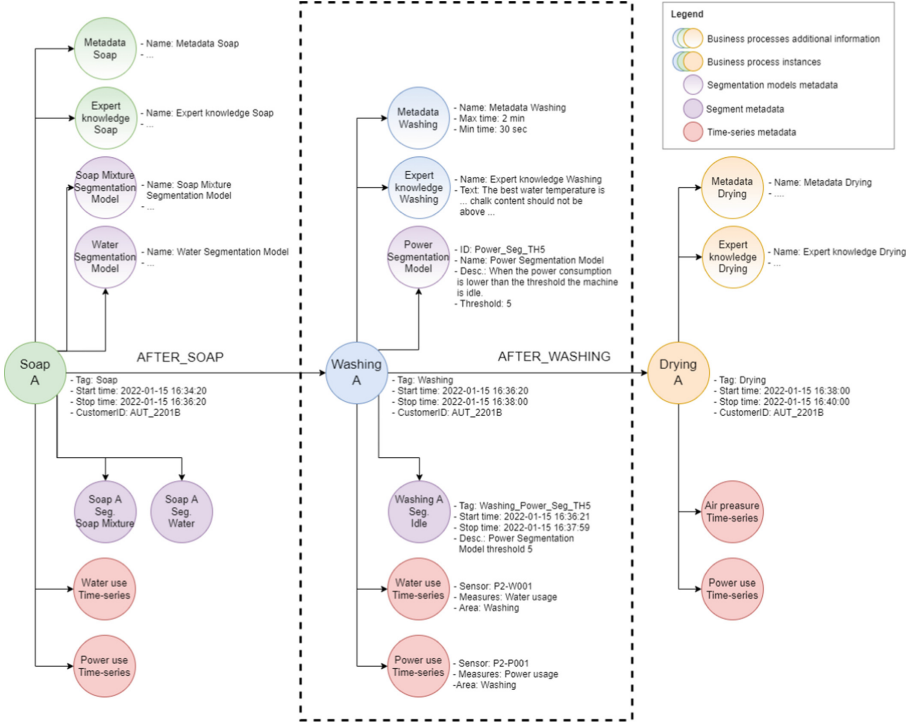 Legend
Business processes additional information
Business process instances
Segmentation models metadata
Segment metadata
Time-series metadata
Metadata
Soap
- Name: Metadata Soap
- ...
Expert
knowledge
Soap
- Name: Expert knowledge Soap
- ...
Soap Mixture
Segmentation
Model
- Name: Soap Mixture
Segmentation Model
- ...
Water
Segmentation
Model
- Name: Water Segmentation Model
- ...
Soap
A
AFTER_SOAP
- Tag: Soap
- Start time: 2022-01-15 16:34:20
- Stop time: 2022-01-15 16:36:20
- CustomerID: AUT_2201B
Soap A
Seg.
Soap Mixture
Soap A
Seg.
Water
Water use
Time-series
Power use
Time-series
Metadata
Washing
- Name: Metadata Washing
- Max time: 2 min
- Min time: 30 sec
Expert
knowledge
Washing
- Name: Expert knowledge Washing
- Text: The best water temperature is
... chalk content should not be
above ...
Power
Segmentation
Model
- ID: Power_Seg_TH5
- Name: Power Segmentation Model
- Desc.: When the power consumption
is lower than the threshold the machine
is idle.
- Threshold: 5
Washing
A
AFTER_WASHING
- Tag: Washing
- Start time: 2022-01-15 16:36:20
- Stop time: 2022-01-15 16:38:00
- CustomerID: AUT_2201B
Washing A
Seg.
Idle
- Tag: Washing_Power_Seg_TH5
- Start time: 2022-01-15 16:36:21
- Stop time: 2022-01-15 16:37:59
- Desc.: Power Segmentation
Model threshold 5
Water use
Time-series
- Sensor: P2-W001
- Measures: Water usage
- Area: Washing
Power use
Time-series
- Sensor: P2-P001
- Measures: Power usage
-Area: Washing
Metadata
Drying
- Name: Metadata Drying
- ....
Expert
knowledge
Drying
- Name: Expert knowledge Drying
- ...
Drying
A
- Tag: Drying
- Start time: 2022-01-15 16:38:00
- Stop time: 2022-01-15 16:40:00
- CustomerID: AUT_2201B
Air preasure
Time-series
Power use
Time-series